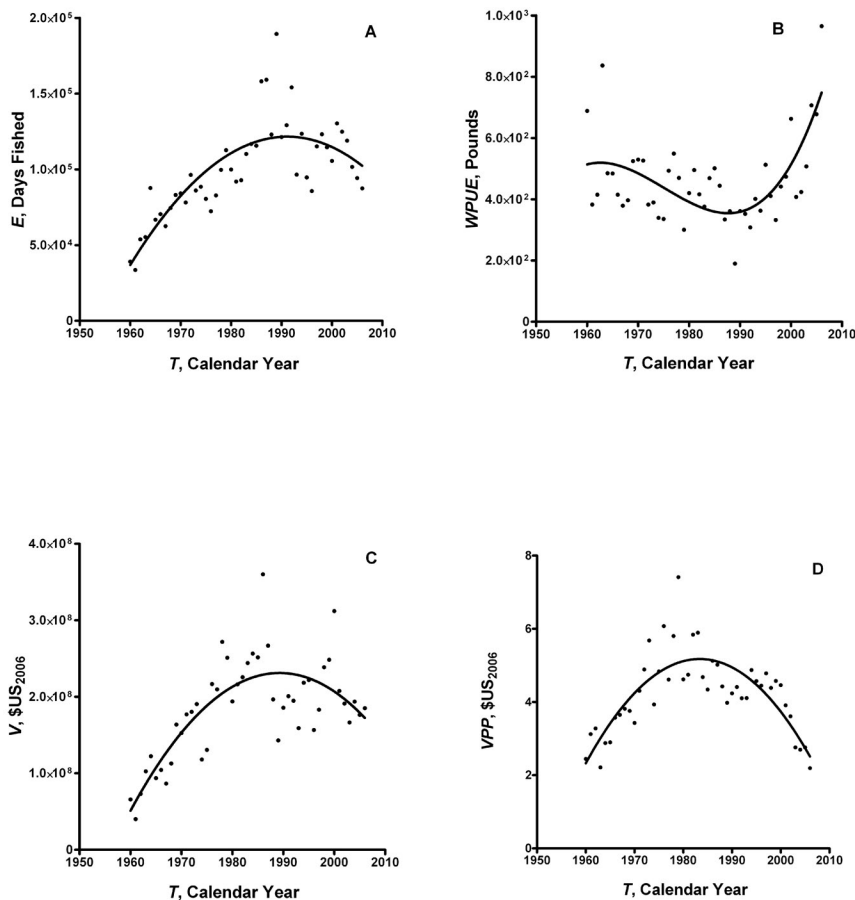 A
2.0×10⁵
1.5×10⁵
1.0×10⁵
5.0×10⁴
0
E, Days Fished
1950 1960 1970 1980 1990 2000 2010
T, Calendar Year
B
1.0×10³
8.0×10²
6.0×10²
4.0×10²
2.0×10²
0
WPUE, Pounds
1950 1960 1970 1980 1990 2000 2010
T, Calendar Year
C
4.0×10⁸
3.0×10⁸
2.0×10⁸
1.0×10⁸
0
V, $US₂₀₀₆
1950 1960 1970 1980 1990 2000 2010
T, Calendar Year
D
8
6
4
2
0
VPP, $US₂₀₀₆
1950 1960 1970 1980 1990 2000 2010
T, Calendar Year